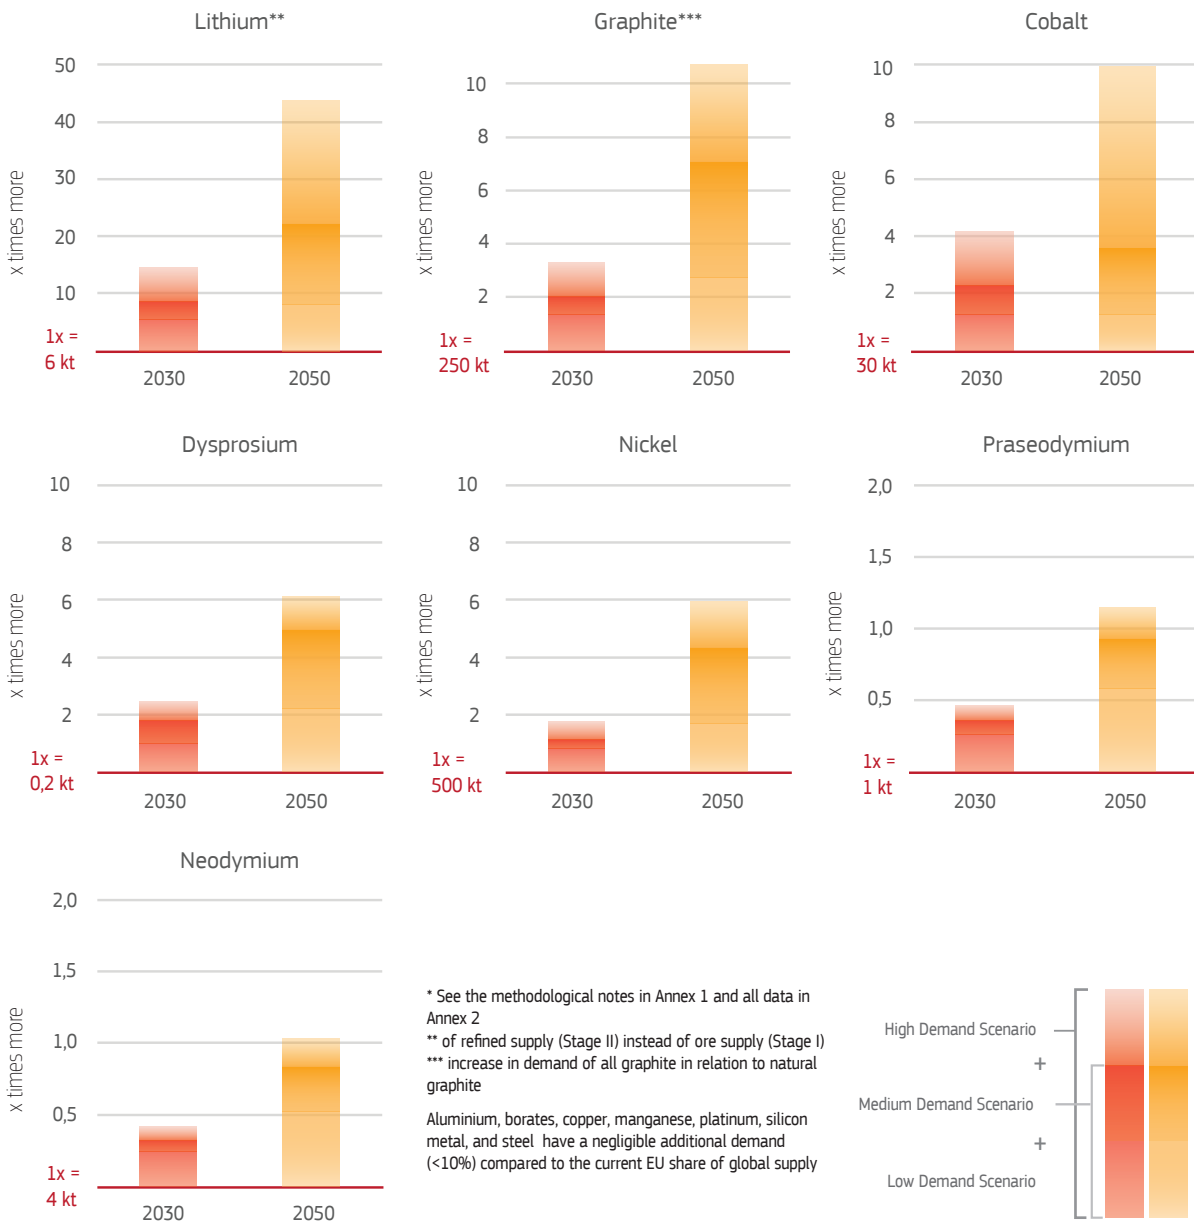 Lithium**
50
40
30
20
10
x times more
1x =
6 kt
2030
2050
Graphite***
10
8
6
4
2
x times more
1x =
250 kt
2030
2050
Cobalt
10
8
6
4
2
x times more
1x =
30 kt
2030
2050
Dysprosium
10
8
6
4
2
x times more
1x =
0,2 kt
2030
2050
Nickel
10
8
6
4
2
x times more
1x =
500 kt
2030
2050
Praseodymium
2,0
1,5
1,0
0,5
x times more
1x =
1 kt
2030
2050
Neodymium
2,0
1,5
1,0
0,5
x times more
1x =
4 kt
2030
2050
* See the methodological notes in Annex 1 and all data in
Annex 2
** of refined supply (Stage II) instead of ore supply (Stage I)
*** increase in demand of all graphite in relation to natural
graphite
Aluminium, borates, copper, manganese, platinum, silicon
metal, and steel have a negligible additional demand
(<10%) compared to the current EU share of global supply
High Demand Scenario
+
Medium Demand Scenario
+
Low Demand Scenario